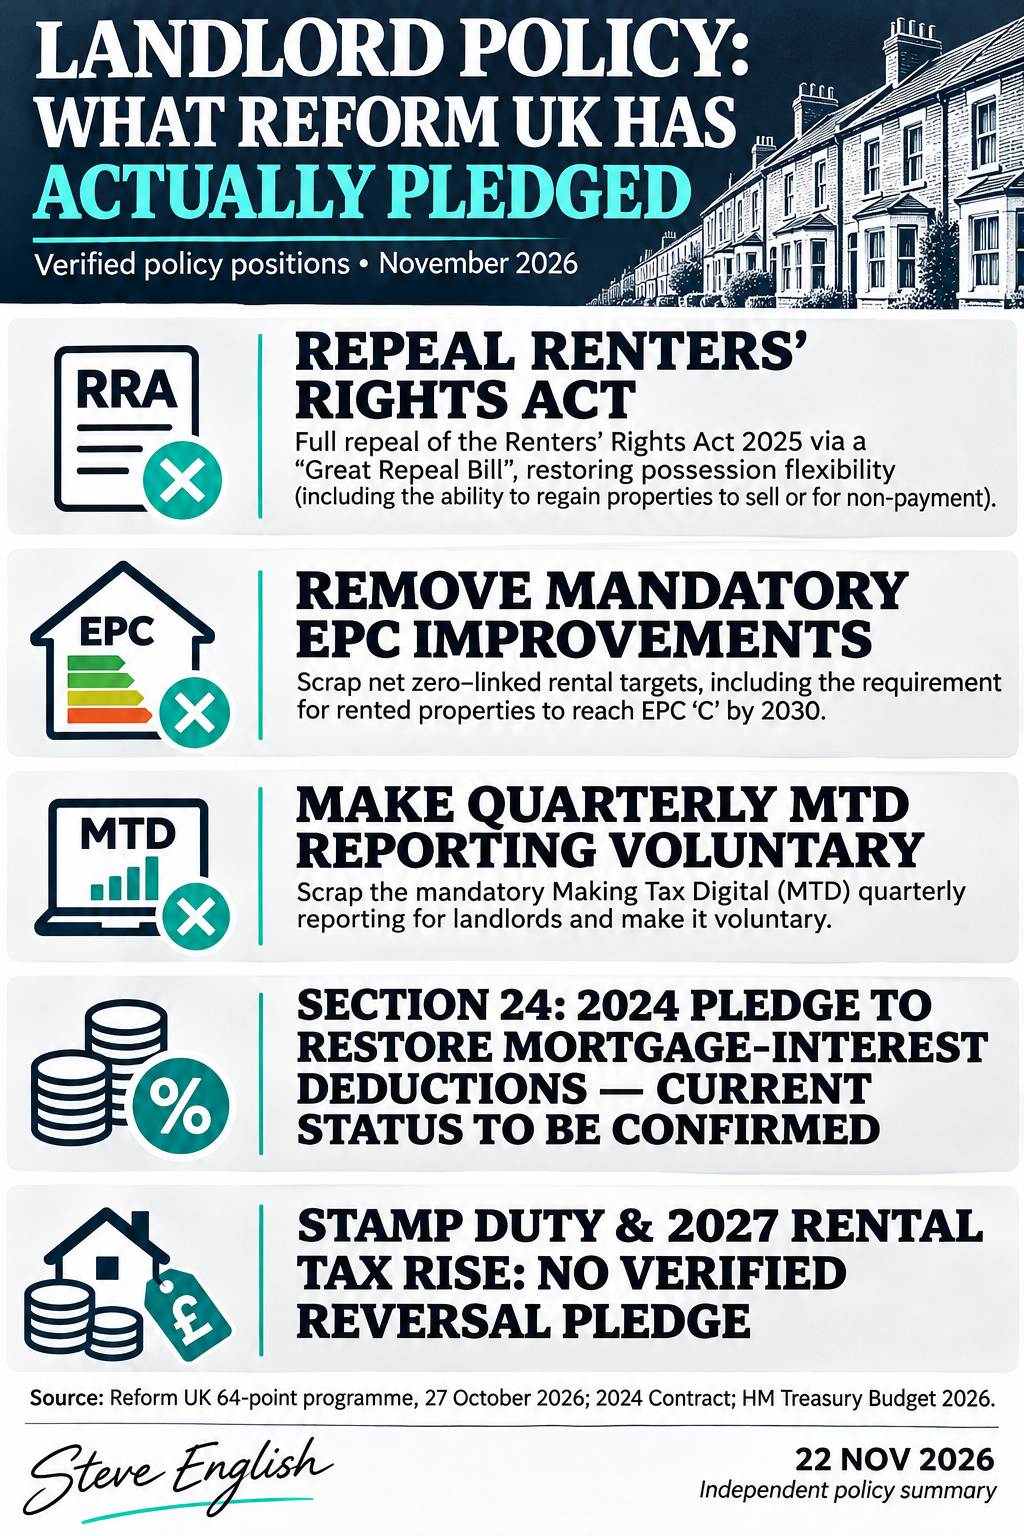 LANDLORD POLICY:
WHAT REFORM UK HAS
ACTUALLY PLEDGED
Verified policy positions • November 2026
RRA
REPEAL RENTERS’
RIGHTS ACT
Full repeal of the Renters’ Rights Act 2025 via a
“Great Repeal Bill”, restoring possession flexibility
(including the ability to regain properties to sell or for non-payment).
EPC
REMOVE MANDATORY
EPC IMPROVEMENTS
Scrap net zero–linked rental targets, including the requirement
for rented properties to reach EPC ‘C’ by 2030.
MTD
MAKE QUARTERLY MTD
REPORTING VOLUNTARY
Scrap the mandatory Making Tax Digital (MTD) quarterly
reporting for landlords and make it voluntary.
%
SECTION 24: 2024 PLEDGE TO
RESTORE MORTGAGE-INTEREST
DEDUCTIONS — CURRENT
STATUS TO BE CONFIRMED
£
STAMP DUTY & 2027 RENTAL
TAX RISE: NO VERIFIED
REVERSAL PLEDGE
Source: Reform UK 64-point programme, 27 October 2026; 2024 Contract; HM Treasury Budget 2026.
Steve English
22 NOV 2026
Independent policy summary